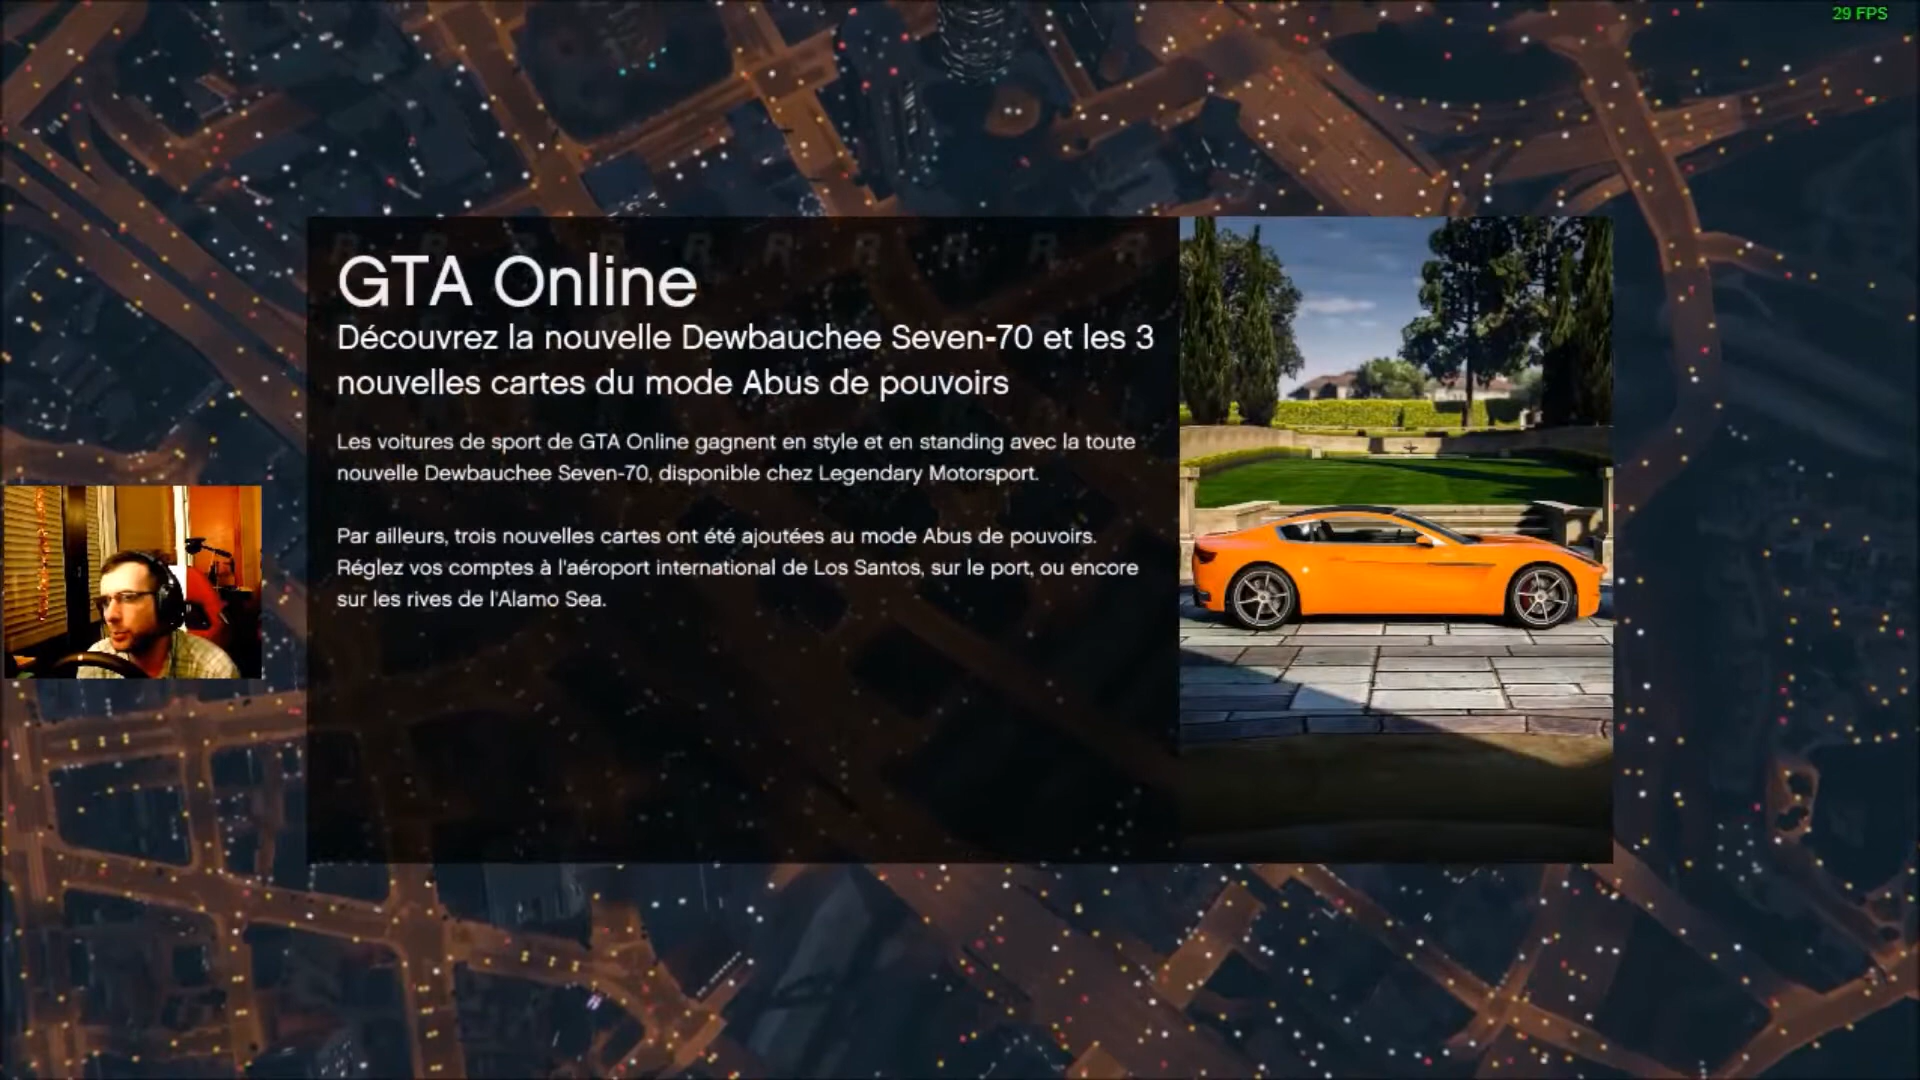 29 FPS
GTA Online
Découvrez la nouvelle Dewbauchee Seven-70 et les 3
nouvelles cartes du mode Abus de pouvoirs
Les voitures de sport de GTA Online gagnent en style et en standing avec la toute
nouvelle Dewbauchee Seven-70, disponible chez Legendary Motorsport.
Par ailleurs, trois nouvelles cartes ont été ajoutées au mode Abus de pouvoirs.
Réglez vos comptes à l'aéroport international de Los Santos, sur le port, ou encore
sur les rives de l'Alamo Sea.